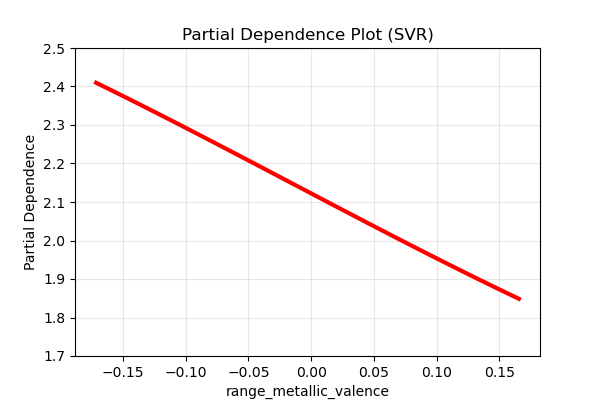 Partial Dependence Plot (SVR)
2.5
2.4
2.3
2.2
2.1
2.0
1.9
1.8
1.7
Partial Dependence
−0.15 −0.10 −0.05 0.00 0.05 0.10 0.15
range_metallic_valence